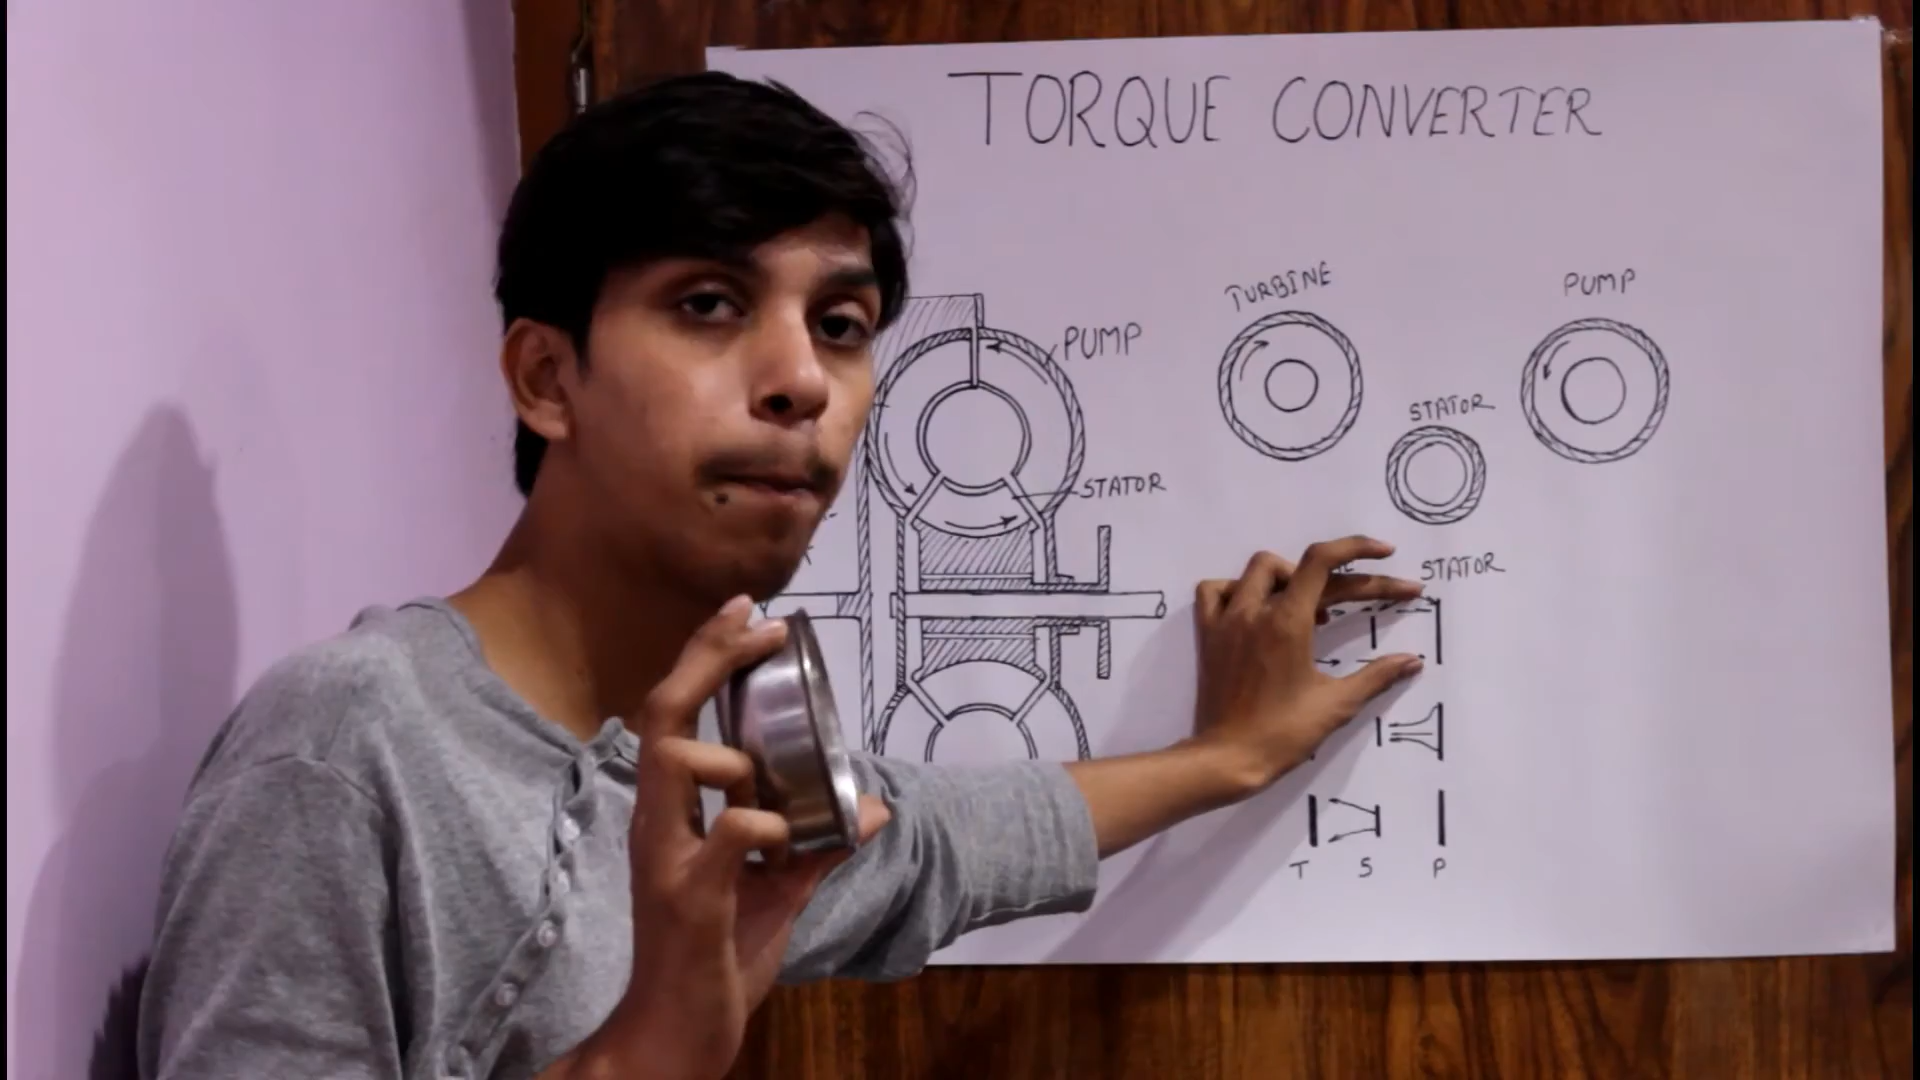 TORQUE CONVERTER
TURBINE
PUMP
PUMP
STATOR
STATOR
STATOR
T S P